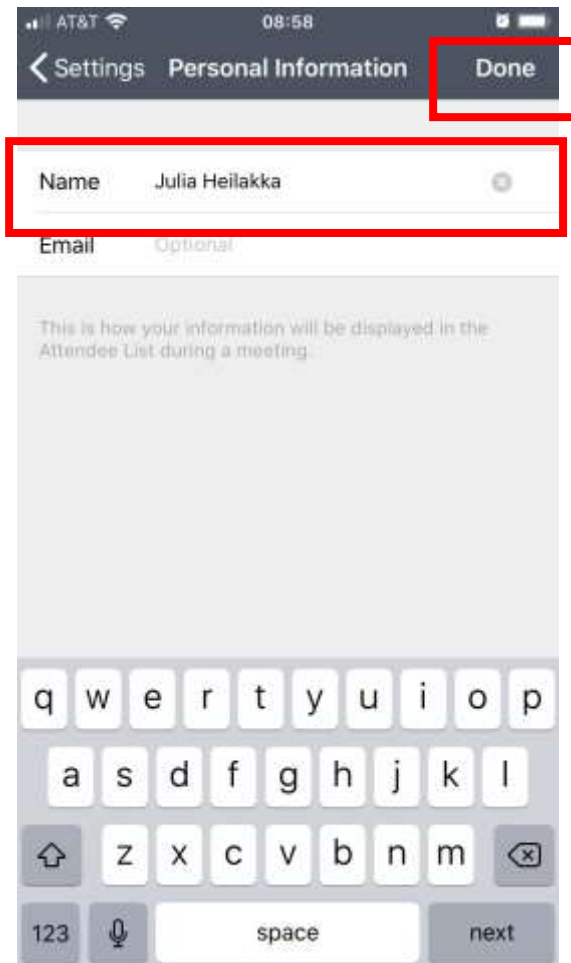 AT&T 08:58
Settings Personal Information Done
Name Julia Heilakka
Email Optional
This is how your information will be displayed in the
Attendee List during a meeting.
q w e r t y u i o p
a s d f g h j k l
z x c v b n m
123 space next